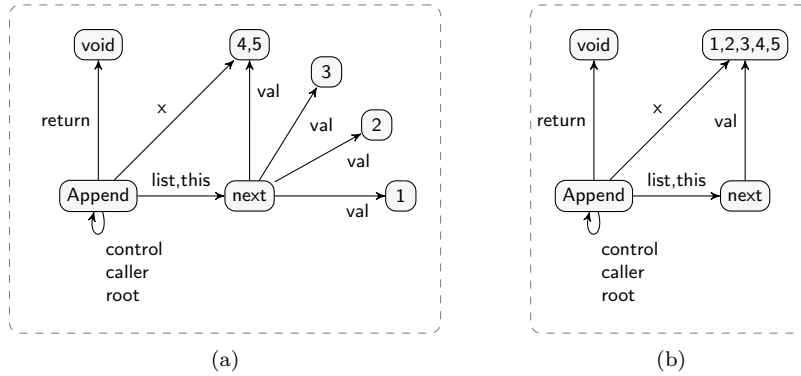 void
4,5
3
val
x
return
val
2
val
list,this
Append
next
1
val
control
caller
root
(a)
void
1,2,3,4,5
x
return
val
list,this
Append
next
control
caller
root
(b)